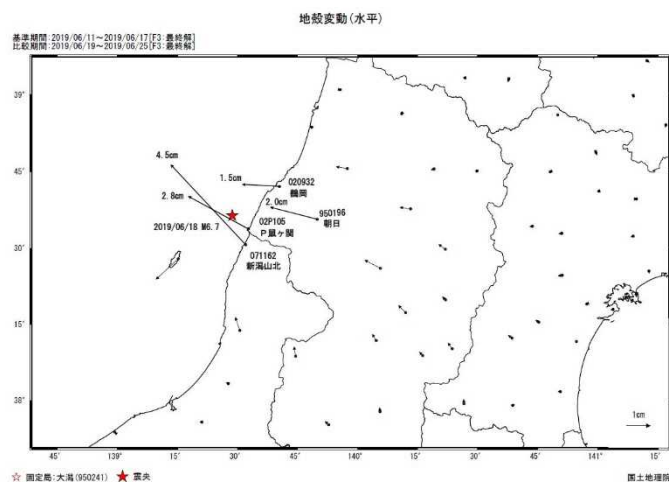 地殻変動(水平)
基準期間:2019/06/11~2019/06/17[F3:最終解]
比較期間:2019/06/19~2019/06/25[F3:最終解]
39°
4.5cm
45′
1.5cm
020932
鶴岡
2.8cm
2.0cm
950196
朝日
2019/06/18 M6.7
02P105
P鼠ヶ関
30′
071162
新潟山北
15′
38°
1cm
45′ 139° 15′ 30′ 45′ 140° 15′ 30′ 45′ 141° 15′
☆ 固定局:大潟(950241) ★ 震央
国土地理院